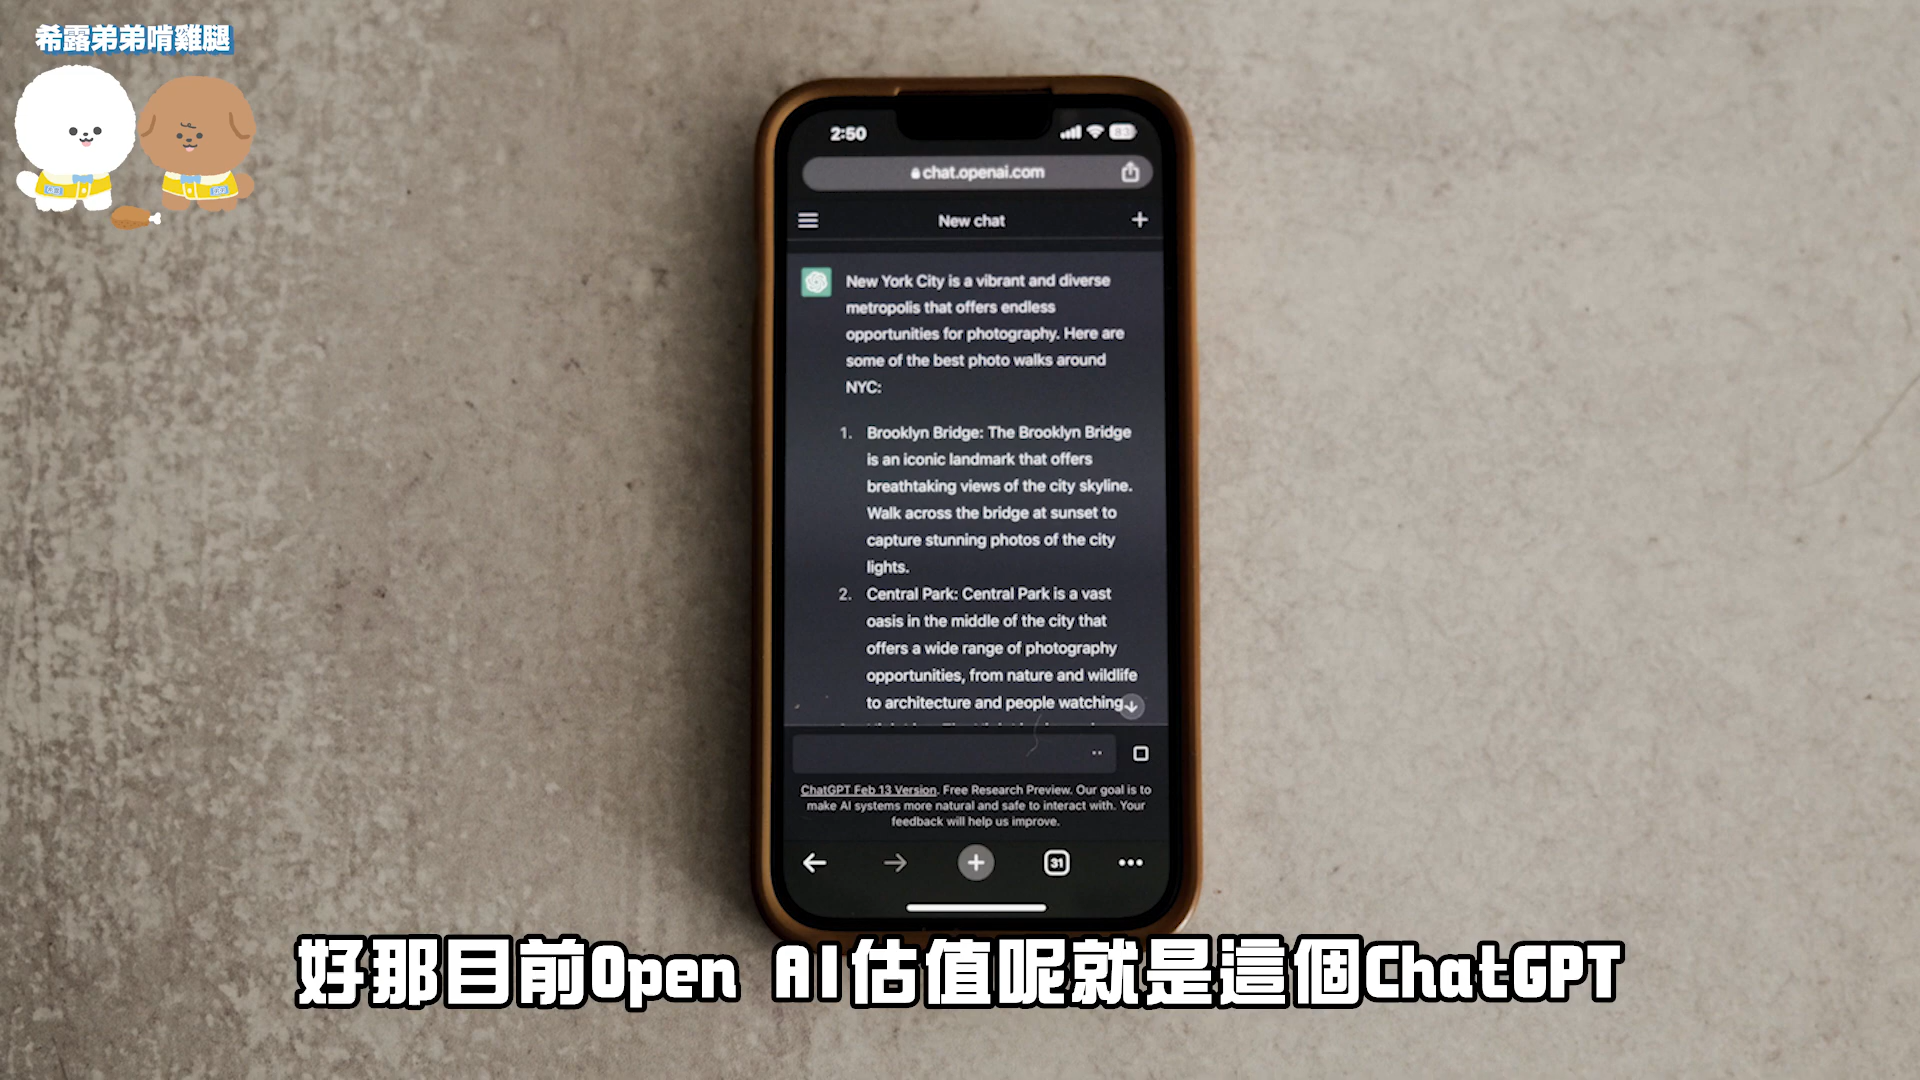 希露弟弟啃雞腿
2:50
chat.openai.com
New chat
New York City is a vibrant and diverse
metropolis that offers endless
opportunities for photography. Here are
some of the best photo walks around
NYC:
1. Brooklyn Bridge: The Brooklyn Bridge
is an iconic landmark that offers
breathtaking views of the city skyline.
Walk across the bridge at sunset to
capture stunning photos of the city
lights.
2. Central Park: Central Park is a vast
oasis in the middle of the city that
offers a wide range of photography
opportunities, from nature and wildlife
to architecture and people watching.
ChatGPT Feb 13 Version. Free Research Preview. Our goal is to
make AI systems more natural and safe to interact with. Your
feedback will help us improve.
31
好那目前Open AI估值呢就是這個ChatGPT